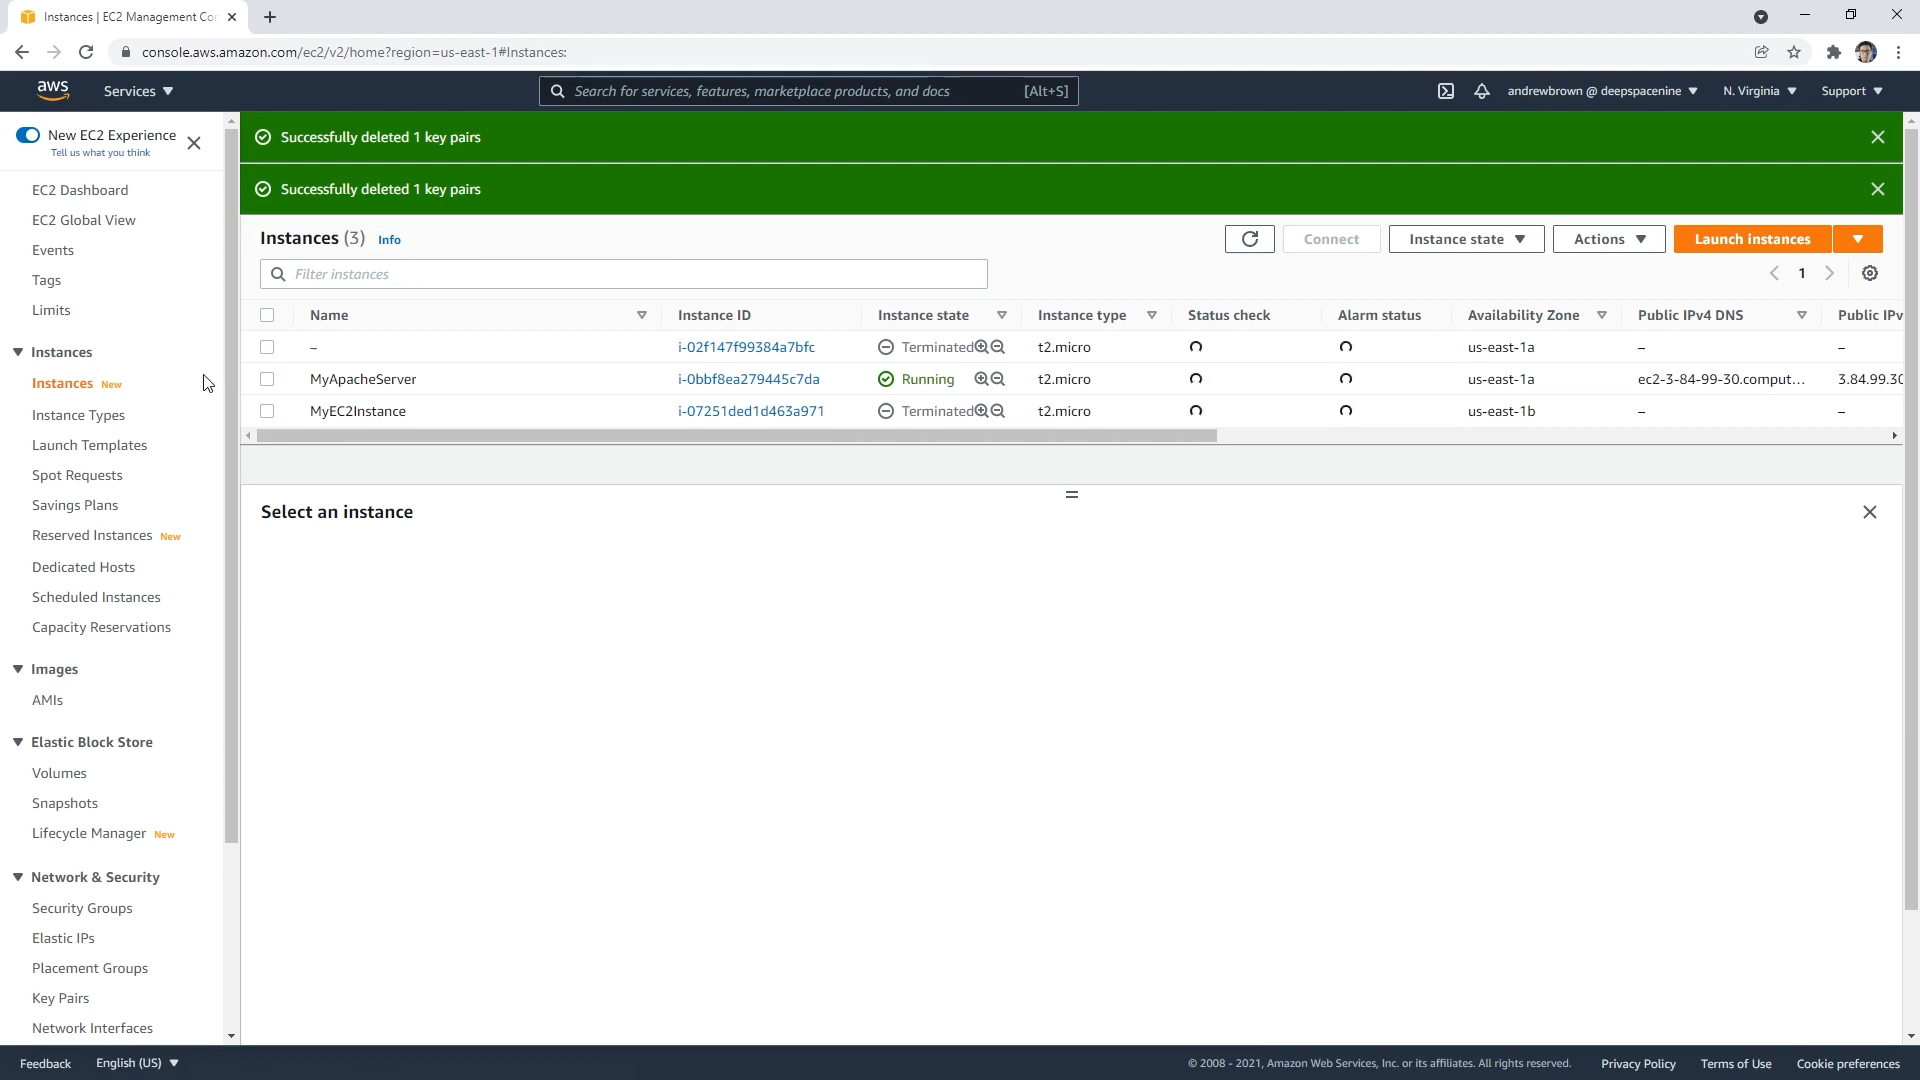 Instances | EC2 Management Con
console.aws.amazon.com/ec2/v2/home?region=us-east-1#Instances:
aws
Services
Search for services, features, marketplace products, and docs
[Alt+S]
andrewbrown @ deepspacenine
N. Virginia
Support
New EC2 Experience
Tell us what you think
EC2 Dashboard
EC2 Global View
Events
Tags
Limits
Instances
Instances New
Instance Types
Launch Templates
Spot Requests
Savings Plans
Reserved Instances New
Dedicated Hosts
Scheduled Instances
Capacity Reservations
Images
AMIs
Elastic Block Store
Volumes
Snapshots
Lifecycle Manager New
Network & Security
Security Groups
Elastic IPs
Placement Groups
Key Pairs
Network Interfaces
Successfully deleted 1 key pairs
Successfully deleted 1 key pairs
Instances (3) Info
Connect
Instance state
Actions
Launch instances
Filter instances
1
Name Instance ID Instance state Instance type Status check Alarm status Availability Zone Public IPv4 DNS Public IPv
– i-02f147f99384a7bfc Terminated t2.micro us-east-1a – –
MyApacheServer i-0bbf8ea279445c7da Running t2.micro us-east-1a ec2-3-84-99-30.comput... 3.84.99.30
MyEC2Instance i-07251ded1d463a971 Terminated t2.micro us-east-1b – –
Select an instance
Feedback
English (US)
© 2008 - 2021, Amazon Web Services, Inc. or its affiliates. All rights reserved.
Privacy Policy
Terms of Use
Cookie preferences